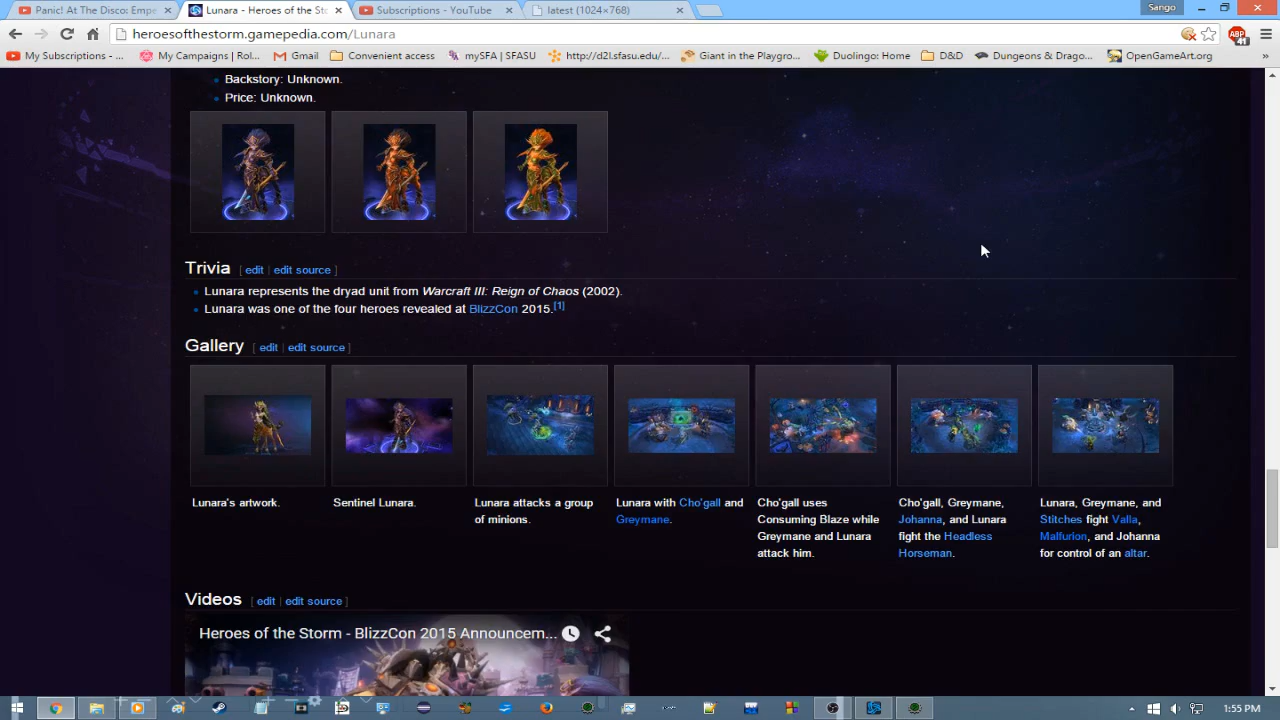 Panic! At The Disco: Empe
Lunara - Heroes of the Sto
Subscriptions - YouTube
latest (1024×768)
Sango
heroesofthestorm.gamepedia.com/Lunara
ABP
41
My Subscriptions - ...
My Campaigns | Rol...
Gmail
Convenient access
mySFA | SFASU
http://d2l.sfasu.edu/...
Giant in the Playgro...
Duolingo: Home
D&D
Dungeons & Drago...
OpenGameArt.org
»
Backstory: Unknown.
Price: Unknown.
Trivia [ edit | edit source ]
Lunara represents the dryad unit from Warcraft III: Reign of Chaos (2002).
Lunara was one of the four heroes revealed at BlizzCon 2015.[1]
Gallery [ edit | edit source ]
Lunara's artwork.
Sentinel Lunara.
Lunara attacks a group
of minions.
Lunara with Cho'gall and
Greymane.
Cho'gall uses
Consuming Blaze while
Greymane and Lunara
attack him.
Cho'gall, Greymane,
Johanna, and Lunara
fight the Headless
Horseman.
Lunara, Greymane, and
Stitches fight Valla,
Malfurion, and Johanna
for control of an altar.
Videos [ edit | edit source ]
Heroes of the Storm - BlizzCon 2015 Announcem...
1:55 PM